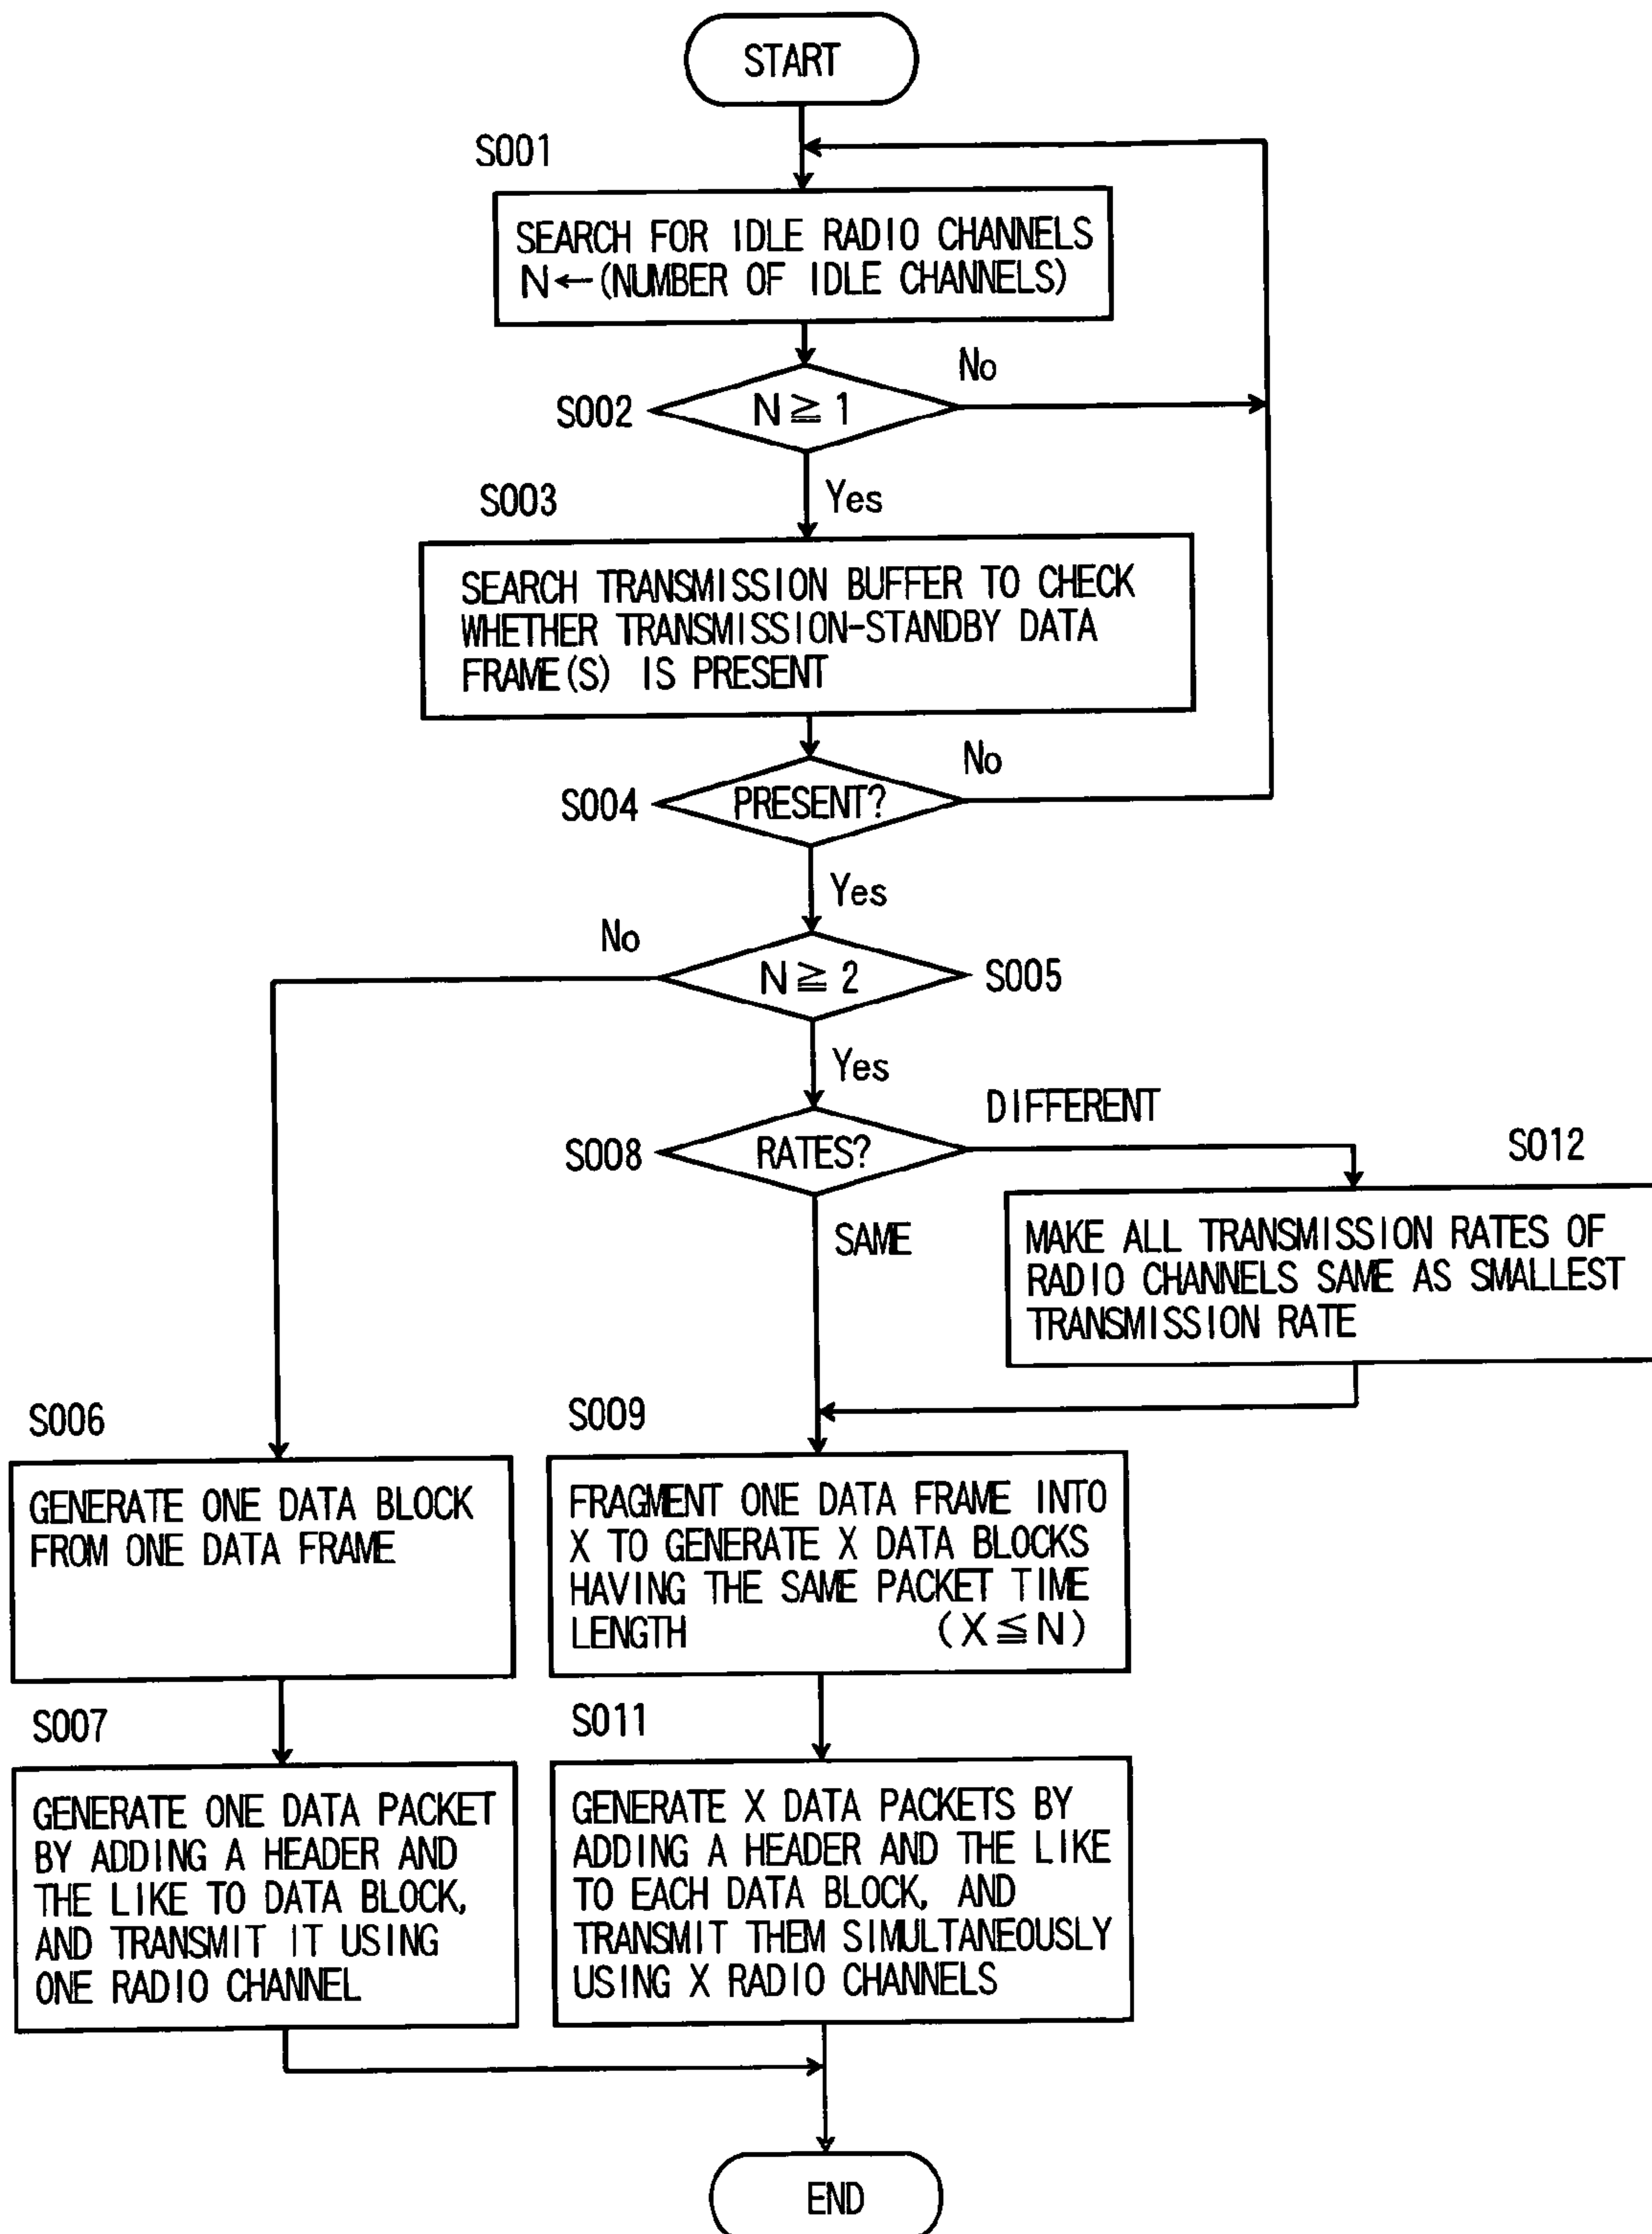 START
S001
SEARCH FOR IDLE RADIO CHANNELS
N←(NUMBER OF IDLE CHANNELS)
No
S002
N≧1
Yes
S003
SEARCH TRANSMISSION BUFFER TO CHECK
WHETHER TRANSMISSION-STANDBY DATA
FRAME(S) IS PRESENT
No
S004
PRESENT?
Yes
No
N≧2
S005
Yes
DIFFERENT
S008
RATES?
S012
SAME
MAKE ALL TRANSMISSION RATES OF
RADIO CHANNELS SAME AS SMALLEST
TRANSMISSION RATE
S006
GENERATE ONE DATA BLOCK
FROM ONE DATA FRAME
S009
FRAGMENT ONE DATA FRAME INTO
X TO GENERATE X DATA BLOCKS
HAVING THE SAME PACKET TIME
LENGTH (X≦N)
S007
GENERATE ONE DATA PACKET
BY ADDING A HEADER AND
THE LIKE TO DATA BLOCK,
AND TRANSMIT IT USING
ONE RADIO CHANNEL
S011
GENERATE X DATA PACKETS BY
ADDING A HEADER AND THE LIKE
TO EACH DATA BLOCK, AND
TRANSMIT THEM SIMULTANEOUSLY
USING X RADIO CHANNELS
END